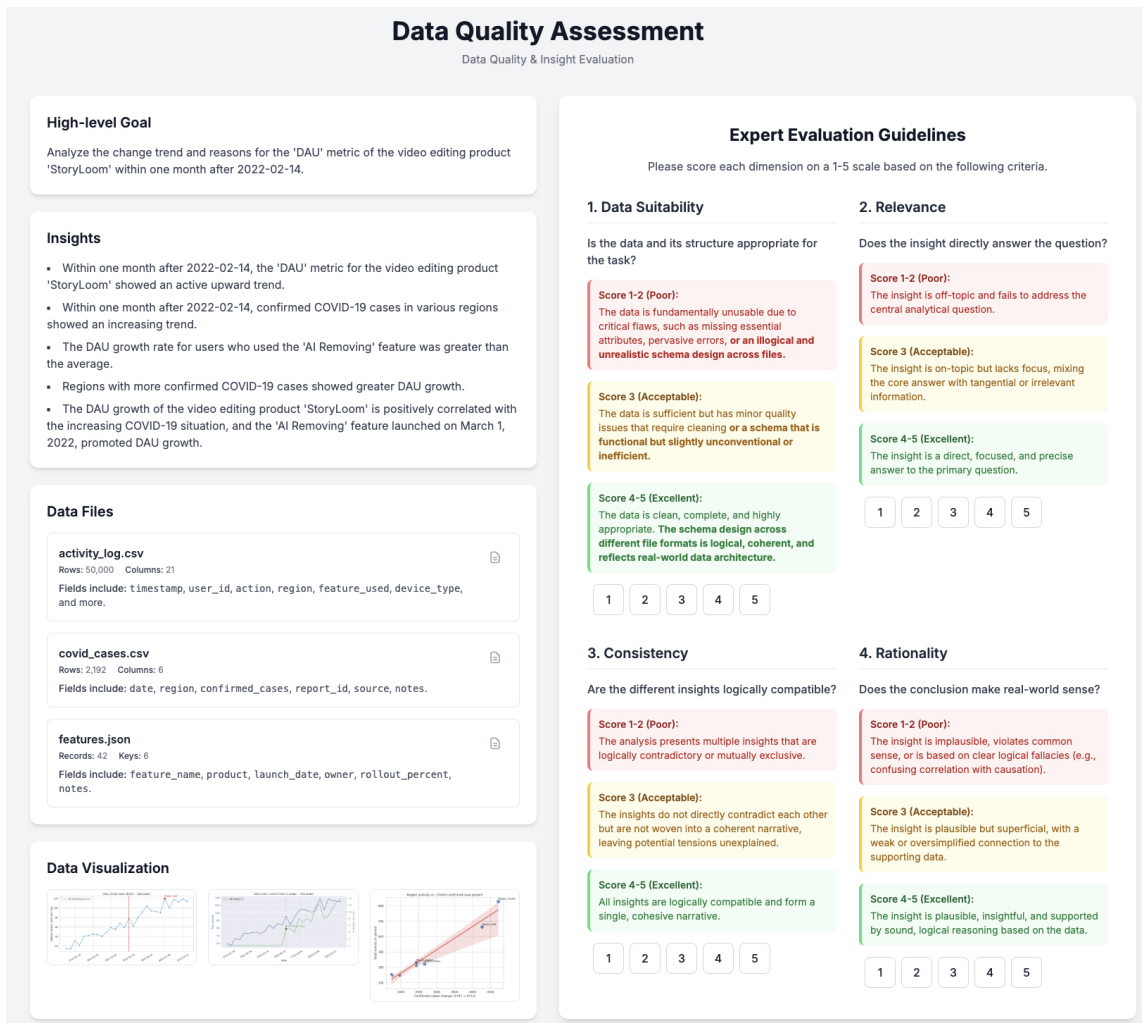 Data Quality Assessment
Data Quality & Insight Evaluation
High-level Goal
Analyze the change trend and reasons for the 'DAU' metric of the video editing product
'StoryLoom' within one month after 2022-02-14.
Insights
• Within one month after 2022-02-14, the 'DAU' metric for the video editing product
'StoryLoom' showed an active upward trend.
• Within one month after 2022-02-14, confirmed COVID-19 cases in various regions
showed an increasing trend.
• The DAU growth rate for users who used the 'AI Removing' feature was greater than
the average.
• Regions with more confirmed COVID-19 cases showed greater DAU growth.
• The DAU growth of the video editing product 'StoryLoom' is positively correlated with
the increasing COVID-19 situation, and the 'AI Removing' feature launched on March 1,
2022, promoted DAU growth.
Data Files
activity_log.csv
Rows: 50,000 Columns: 21
Fields include: timestamp, user_id, action, region, feature_used, device_type,
and more.
covid_cases.csv
Rows: 2,192 Columns: 6
Fields include: date, region, confirmed_cases, report_id, source, notes.
features.json
Records: 42 Keys: 6
Fields include: feature_name, product, launch_date, owner, rollout_percent,
notes.
Data Visualization
Expert Evaluation Guidelines
Please score each dimension on a 1-5 scale based on the following criteria.
1. Data Suitability
Is the data and its structure appropriate for
the task?
Score 1-2 (Poor):
The data is fundamentally unusable due to
critical flaws, such as missing essential
attributes, pervasive errors, or an illogical and
unrealistic schema design across files.
Score 3 (Acceptable):
The data is sufficient but has minor quality
issues that require cleaning or a schema that is
functional but slightly unconventional or
inefficient.
Score 4-5 (Excellent):
The data is clean, complete, and highly
appropriate. The schema design across
different file formats is logical, coherent, and
reflects real-world data architecture.
1 2 3 4 5
2. Relevance
Does the insight directly answer the question?
Score 1-2 (Poor):
The insight is off-topic and fails to address the
central analytical question.
Score 3 (Acceptable):
The insight is on-topic but lacks focus, mixing
the core answer with tangential or irrelevant
information.
Score 4-5 (Excellent):
The insight is a direct, focused, and precise
answer to the primary question.
1 2 3 4 5
3. Consistency
Are the different insights logically compatible?
Score 1-2 (Poor):
The analysis presents multiple insights that are
logically contradictory or mutually exclusive.
Score 3 (Acceptable):
The insights do not directly contradict each other
but are not woven into a coherent narrative,
leaving potential tensions unexplained.
Score 4-5 (Excellent):
All insights are logically compatible and form a
single, cohesive narrative.
1 2 3 4 5
4. Rationality
Does the conclusion make real-world sense?
Score 1-2 (Poor):
The insight is implausible, violates common
sense, or is based on clear logical fallacies (e.g.,
confusing correlation with causation).
Score 3 (Acceptable):
The insight is plausible but superficial, with a
weak or oversimplified connection to the
supporting data.
Score 4-5 (Excellent):
The insight is plausible, insightful, and supported
by sound, logical reasoning based on the data.
1 2 3 4 5